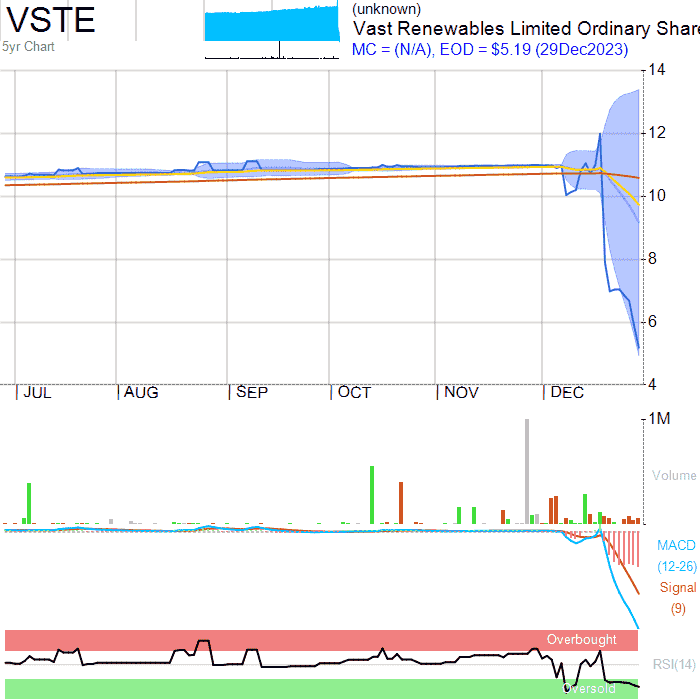 VSTE
5yr Chart
(unknown)
Vast Renewables Limited Ordinary Share
MC = (N/A), EOD = $5.19 (29Dec2023)
14
12
10
8
6
4
JUL AUG SEP OCT NOV DEC
1M
Volume
MACD
(12-26)
Signal
(9)
Overbought
RSI(14)
Oversold